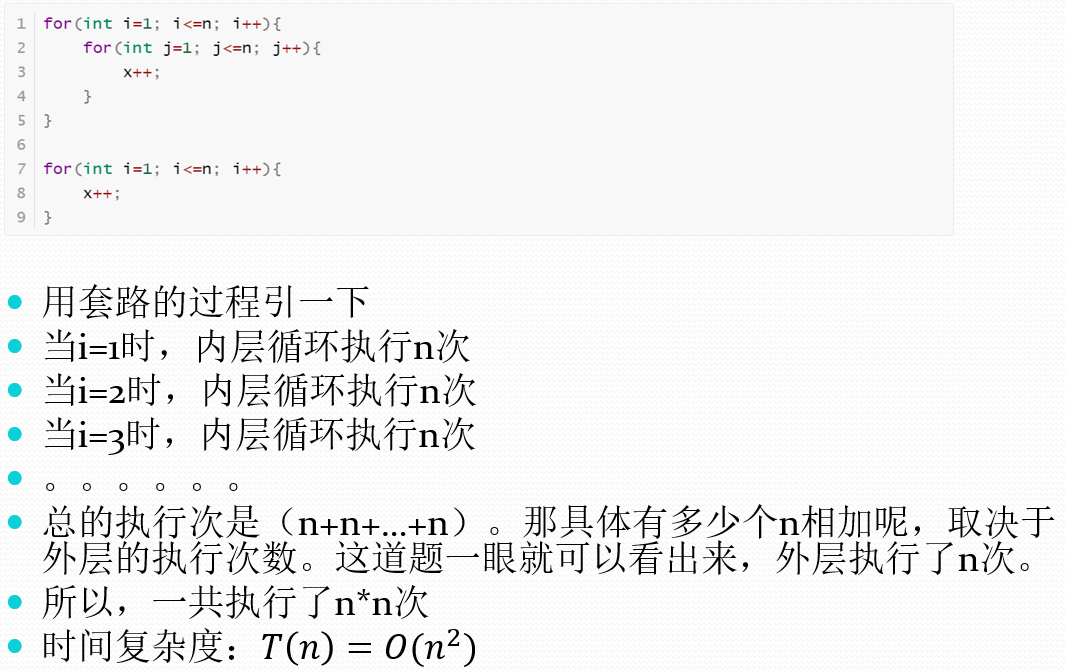 1 for(int i=1; i<=n; i++){
2     for(int j=1; j<=n; j++){
3         x++;
4     }
5 }
6
7 for(int i=1; i<=n; i++){
8     x++;
9 }
• 用套路的过程引一下
• 当i=1时，内层循环执行n次
• 当i=2时，内层循环执行n次
• 当i=3时，内层循环执行n次
• 。。。。。。
• 总的执行次是（n+n+...+n）。那具体有多少个n相加呢，取决于
外层的执行次数。这道题一眼就可以看出来，外层执行了n次。
• 所以，一共执行了n*n次
• 时间复杂度：T(n) = O(n²)